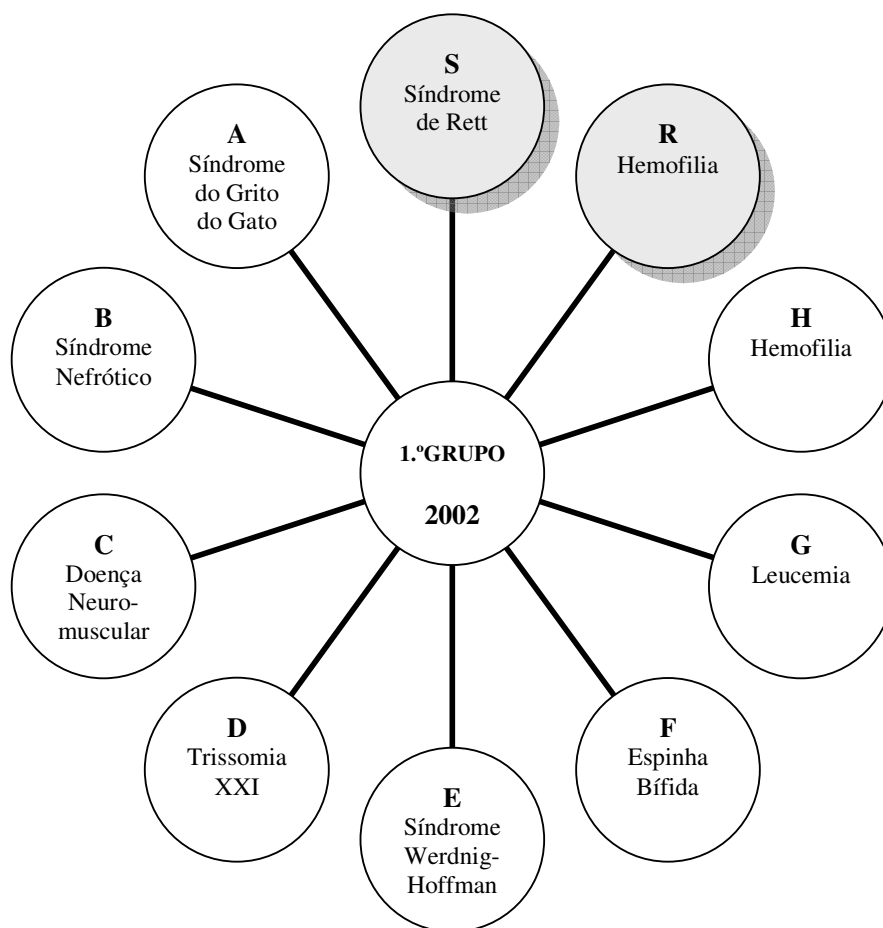 S
Síndrome
de Rett
R
Hemofilia
H
Hemofilia
G
Leucemia
F
Espinha
Bífida
E
Síndrome
Werdnig-
Hoffman
D
Trissomia
XXI
C
Doença
Neuro-
muscular
B
Síndrome
Nefrótico
A
Síndrome
do Grito
do Gato
1.ºGRUPO
2002